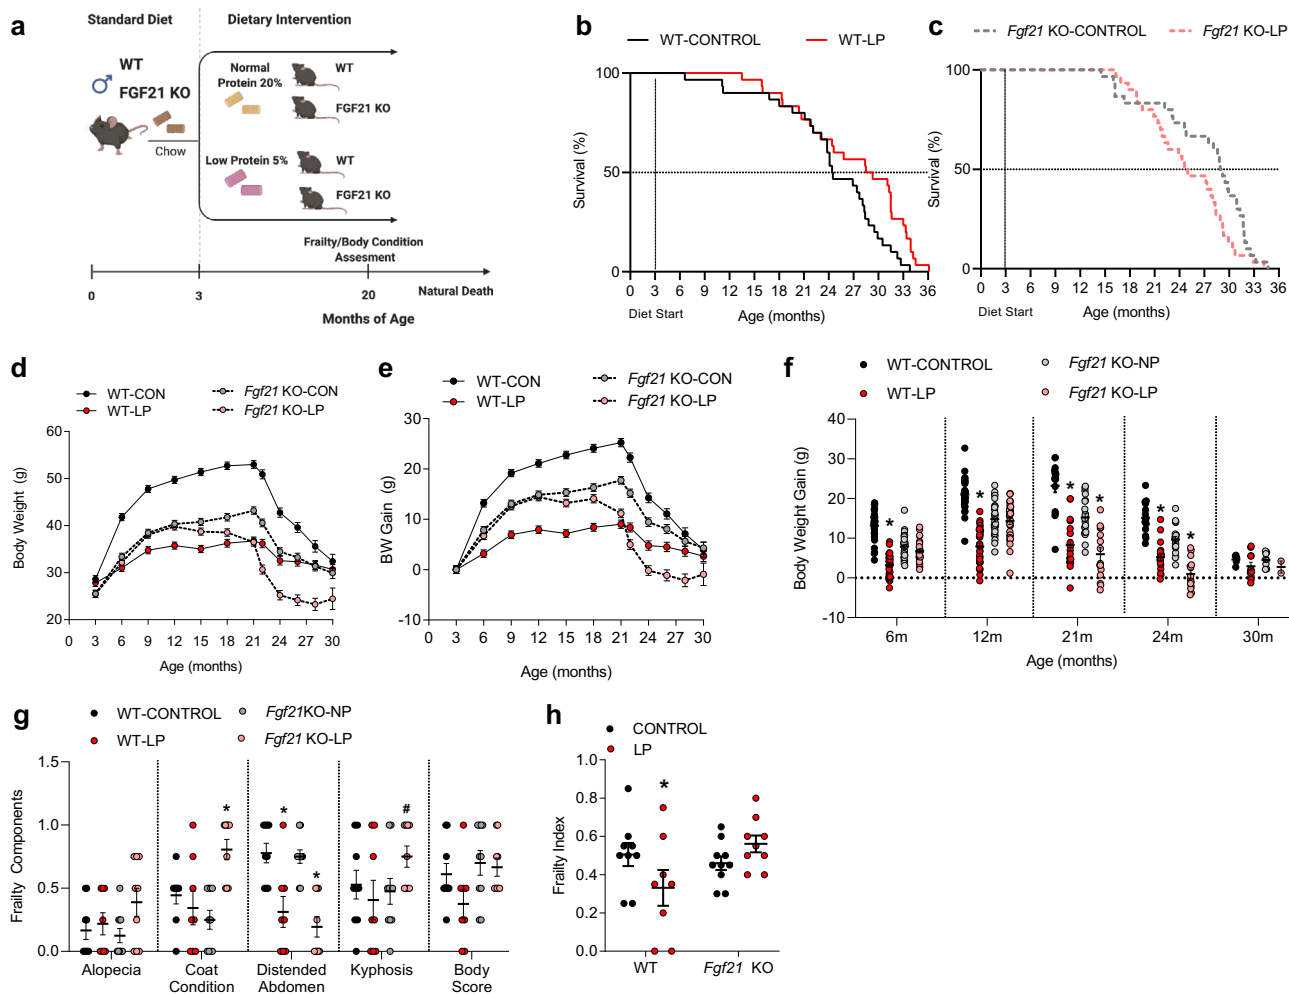 a
Standard Diet
Dietary Intervention
WT
FGF21 KO
Chow
Normal
Protein 20%
WT
FGF21 KO
Low Protein 5%
WT
FGF21 KO
Frailty/Body Condition
Assesment
0
3
20
Natural Death
Months of Age
b
WT-CONTROL
WT-LP
Survival (%)
100
50
0
0 3 6 9 12 15 18 21 24 27 30 33 36
Diet Start
Age (months)
c
Fgf21 KO-CONTROL
Fgf21 KO-LP
Survival (%)
100
50
0
0 3 6 9 12 15 18 21 24 27 30 33 36
Diet Start
Age (months)
d
WT-CON
Fgf21 KO-CON
WT-LP
Fgf21 KO-LP
Body Weight (g)
60
50
40
30
20
0 3 6 9 12 15 18 21 24 27 30
Age (months)
e
WT-CON
Fgf21 KO-CON
WT-LP
Fgf21 KO-LP
BW Gain (g)
30
20
10
0
-10
0 3 6 9 12 15 18 21 24 27 30
Age (months)
f
WT-CONTROL
Fgf21 KO-NP
WT-LP
Fgf21 KO-LP
Body Weight Gain (g)
40
30
20
10
0
-10
* * * * * *
6m 12m 21m 24m 30m
Age (months)
g
WT-CONTROL
Fgf21KO-NP
WT-LP
Fgf21 KO-LP
Frailty Components
1.5
1.0
0.5
0.0
* * * #
Alopecia
Coat
Condition
Distended
Abdomen
Kyphosis
Body
Score
h
CONTROL
LP
Fraility Index
1.0
0.8
0.6
0.4
0.2
0.0
*
WT
Fgf21 KO